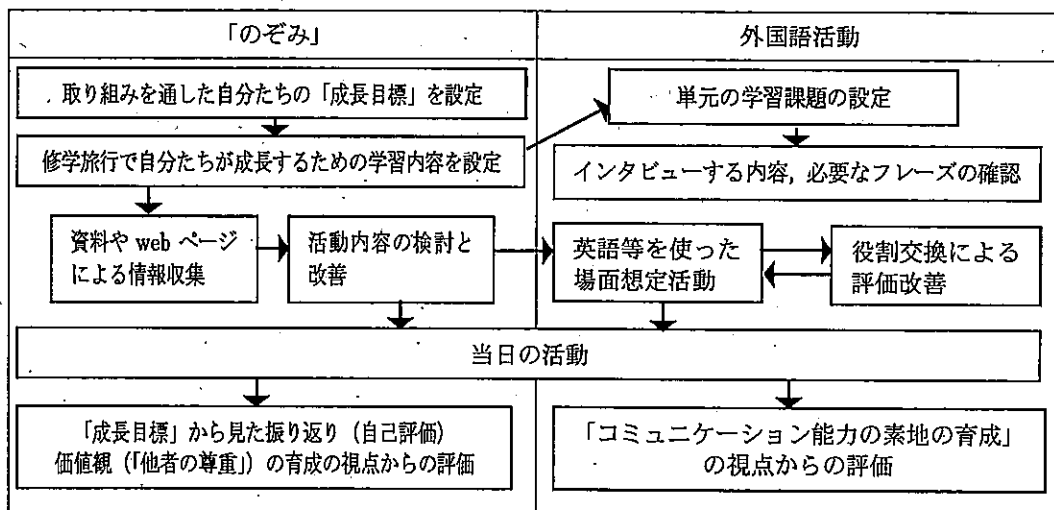 「のぞみ」
外国語活動
取り組みを通した自分たちの「成長目標」を設定
単元の学習課題の設定
修学旅行で自分たちが成長するための学習内容を設定
インタビューする内容,必要なフレーズの確認
資料や web ページ
による情報収集
活動内容の検討と
改善
英語等を使った
場面想定活動
役割交換による
評価改善
当日の活動
「成長目標」から見た振り返り（自己評価）
価値観（「他者の尊重」）の育成の視点からの評価
「コミュニケーション能力の素地の育成」
の視点からの評価